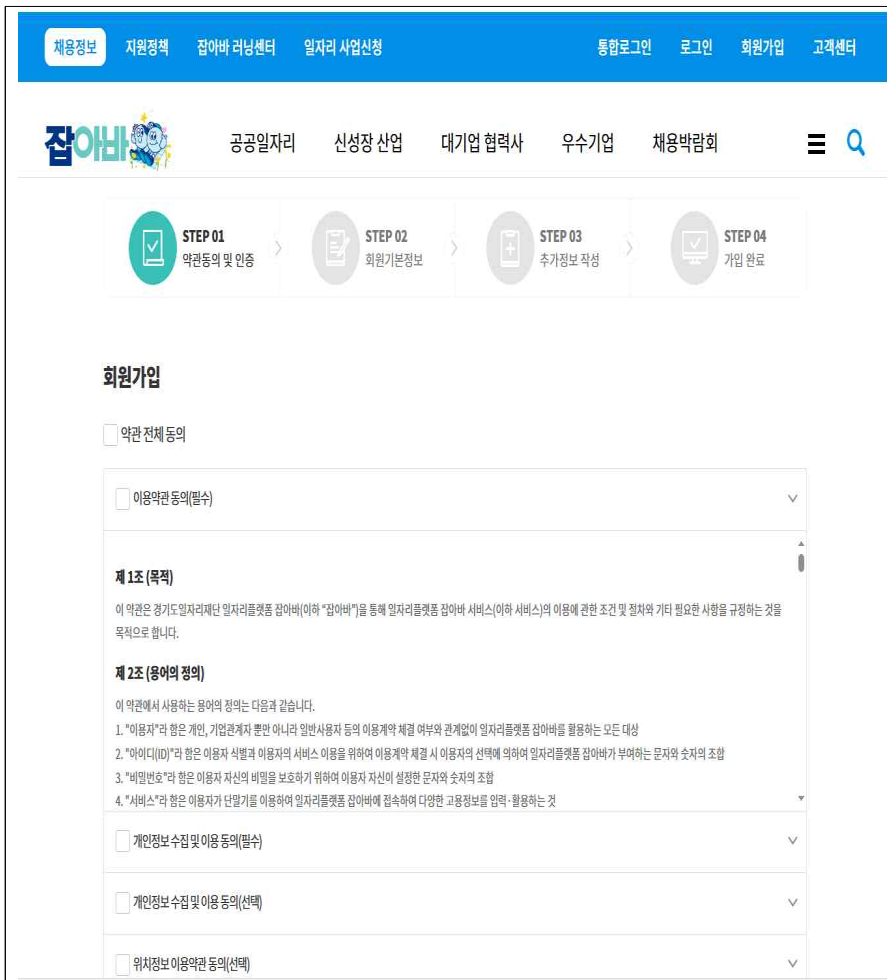 채용정보 지원정책 잡아바 러닝센터 일자리 사업신청 통합로그인 로그인 회원가입 고객센터
잡아바 공공일자리 신성장 산업 대기업 협력사 우수기업 채용박람회
STEP 01 STEP 02 STEP 03 STEP 04
약관동의 및 인증 회원기본정보 추가정보 작성 가입 완료
회원가입
약관 전체 동의
이용약관 동의(필수)
제 1조 (목적)
이 약관은 경기도일자리재단 일자리플랫폼 잡아바(이하 “잡아바”)을 통해 일자리플랫폼 잡아바 서비스(이하 서비스)의 이용에 관한 조건 및 절차와 기타 필요한 사항을 규정하는 것을
목적으로 합니다.
제 2조 (용어의 정의)
이 약관에서 사용하는 용어의 정의는 다음과 같습니다.
1. "이용자"라 함은 개인, 기업관계자 뿐만 아니라 일반사용자 등의 이용계약 체결 여부와 관계없이 일자리플랫폼 잡아바를 활용하는 모든 대상
2. "아이디(ID)"라 함은 이용자 식별과 이용자의 서비스 이용을 위하여 이용계약 체결 시 이용자의 선택에 의하여 일자리플랫폼 잡아바가 부여하는 문자와 숫자의 조합
3. "비밀번호"라 함은 이용자 자신의 비밀을 보호하기 위하여 이용자 자신이 설정한 문자와 숫자의 조합
4. "서비스"라 함은 이용자가 단말기를 이용하여 일자리플랫폼 잡아바에 접속하여 다양한 고용정보를 입력·활용하는 것
개인정보 수집 및 이용 동의(필수)
개인정보 수집 및 이용 동의(선택)
위치정보 이용약관 동의(선택)